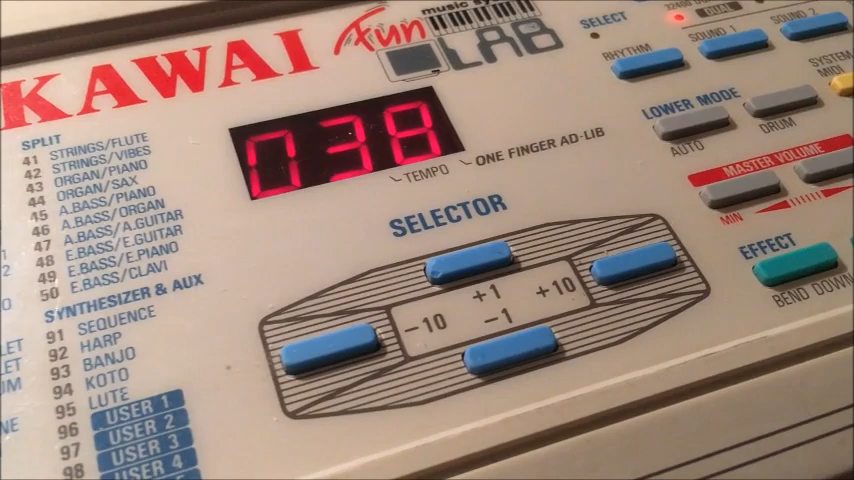 KAWAI
Fun
music sy
LAB
SELECT
DUAL
SOUND 1
SOUND 2
RHYTHM
SYSTEM
MIDI
LOWER MODE
AUTO
DRUM
MASTER VOLUME
MIN
EFFECT
BEND DOWN
038
TEMPO
ONE FINGER AD-LIB
SELECTOR
+1
-10
+10
-1
SPLIT
41 STRINGS/FLUTE
42 STRINGS/VIBES
43 ORGAN/PIANO
44 ORGAN/SAX
45 A.BASS/PIANO
46 A.BASS/ORGAN
47 A.BASS/A.GUITAR
48 E.BASS/E.GUITAR
49 E.BASS/E.PIANO
50 E.BASS/CLAVI
SYNTHESIZER & AUX
91 SEQUENCE
92 HARP
93 BANJO
94 KOTO
95 LUTE
96 USER 1
97 USER 2
98 USER 3
USER 4